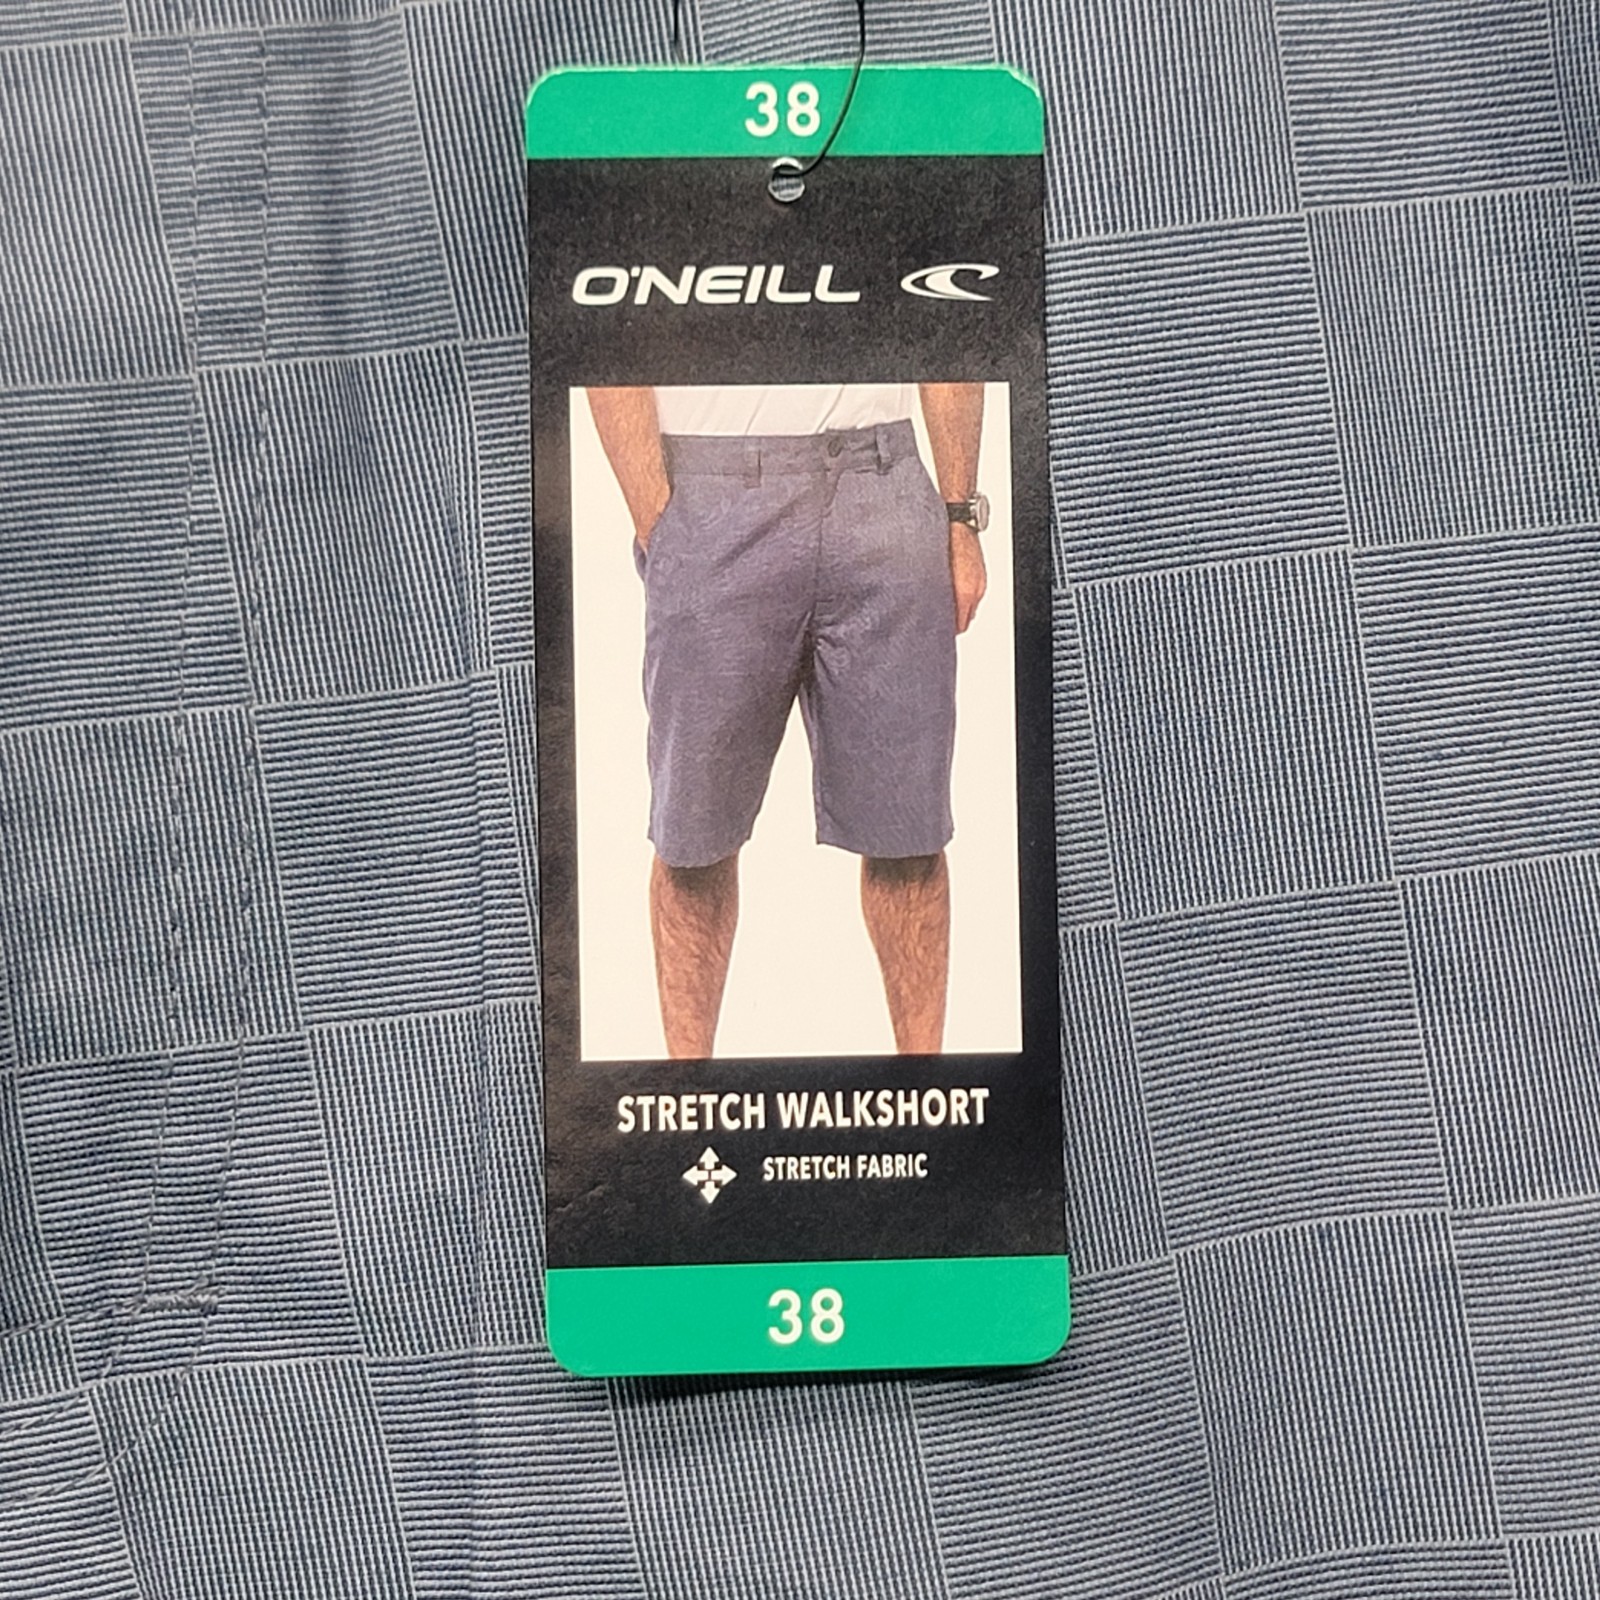 38
O'NEILL
STRETCH WALKSHORT
STRETCH FABRIC
38